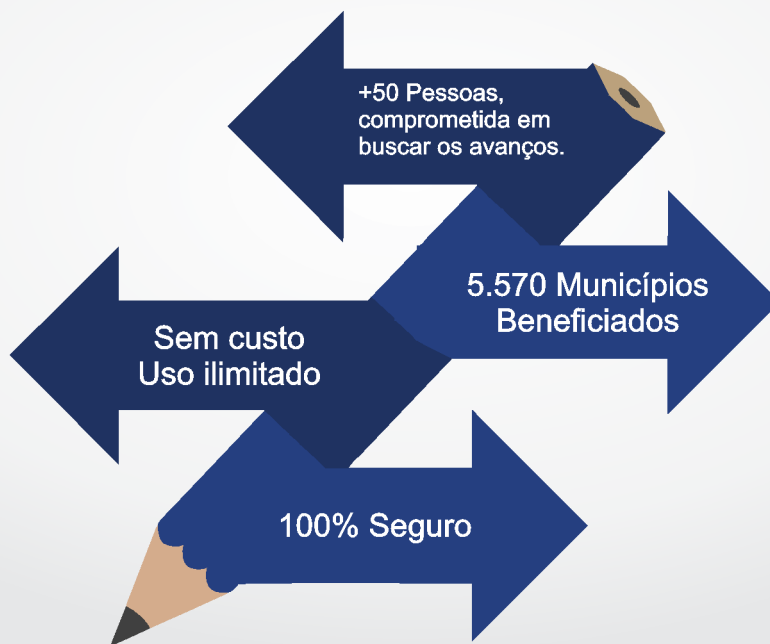 +50 Pessoas,
comprometida em
buscar os avanços.
5.570 Municípios
Beneficiados
Sem custo
Uso ilimitado
100% Seguro